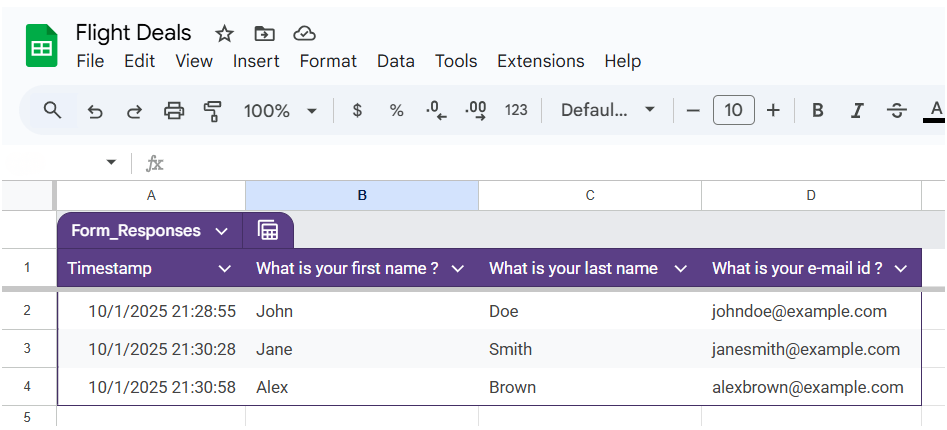 Flight Deals
File Edit View Insert Format Data Tools Extensions Help
100% $ % .0 .00 123 Defaul... − 10 + B I S A
fx
A B C D
Form_Responses
1 Timestamp What is your first name ? What is your last name What is your e-mail id ?
2 10/1/2025 21:28:55 John Doe johndoe@example.com
3 10/1/2025 21:30:28 Jane Smith janesmith@example.com
4 10/1/2025 21:30:58 Alex Brown alexbrown@example.com
5